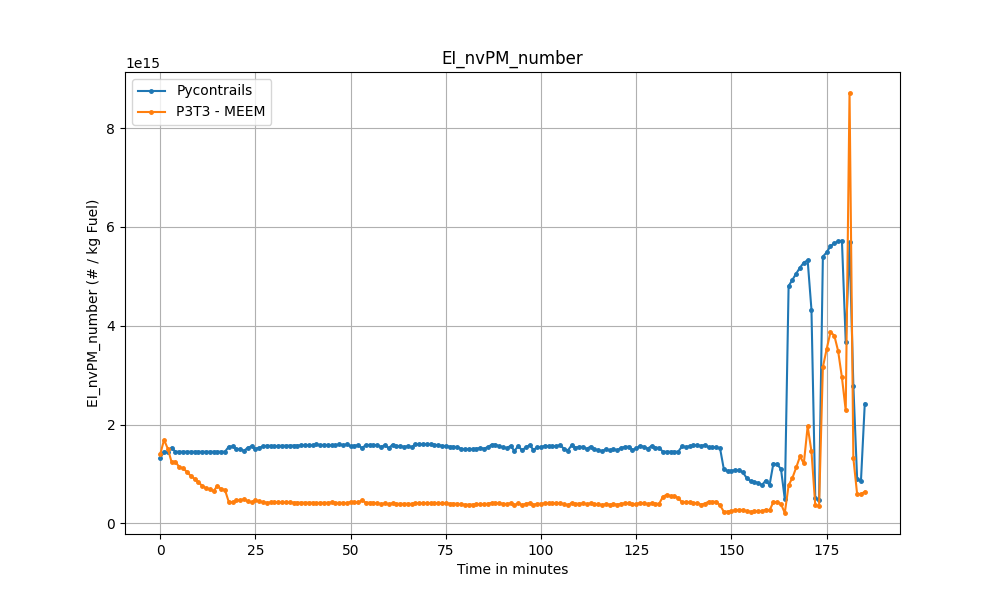 EI_nvPM_number
1e15
Pycontrails
P3T3 - MEEM
8
6
4
2
0
EI_nvPM_number (# / kg Fuel)
0 25 50 75 100 125 150 175
Time in minutes